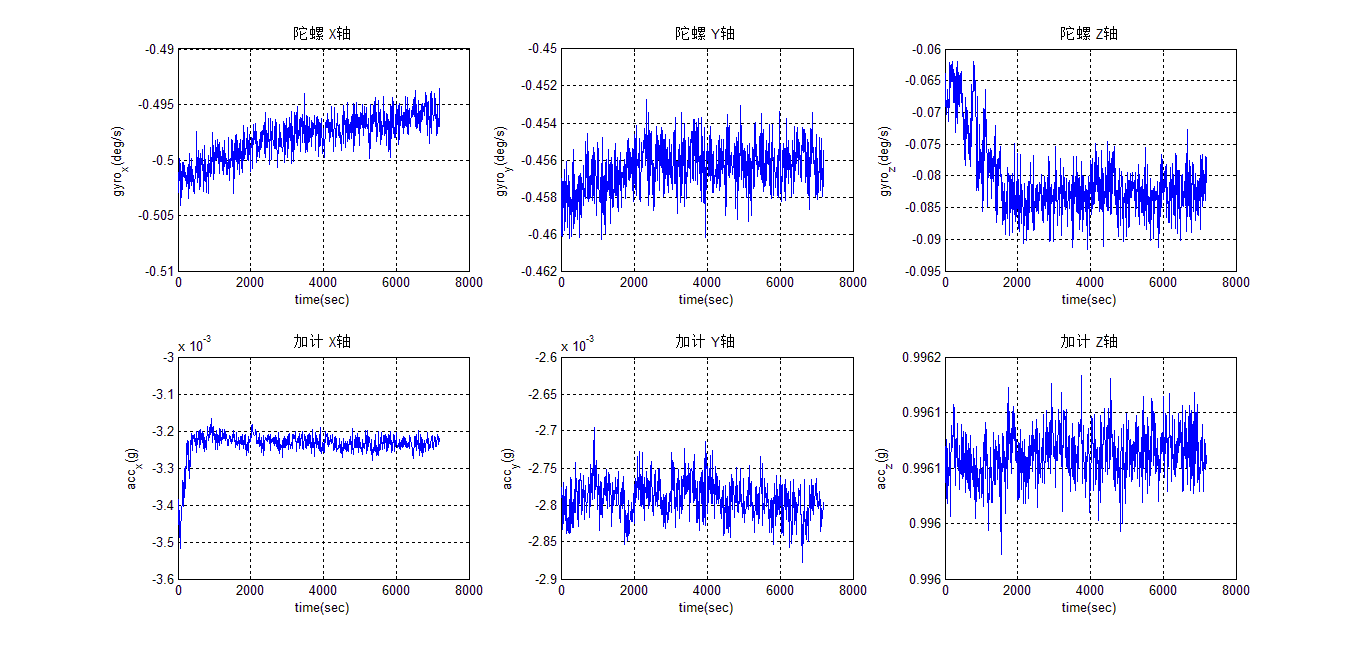 陀螺 X轴
-0.49
-0.495
-0.5
-0.505
-0.51
0 2000 4000 6000 8000
time(sec)
gyro_x(deg/s)
陀螺 Y轴
-0.45
-0.452
-0.454
-0.456
-0.458
-0.46
-0.462
0 2000 4000 6000 8000
time(sec)
gyro_y(deg/s)
陀螺 Z轴
-0.06
-0.065
-0.07
-0.075
-0.08
-0.085
-0.09
-0.095
0 2000 4000 6000 8000
time(sec)
gyro_z(deg/s)
加计 X轴
x 10^-3
-3
-3.1
-3.2
-3.3
-3.4
-3.5
-3.6
0 2000 4000 6000 8000
time(sec)
acc_x(g)
加计 Y轴
x 10^-3
-2.6
-2.65
-2.7
-2.75
-2.8
-2.85
-2.9
0 2000 4000 6000 8000
time(sec)
acc_y(g)
加计 Z轴
0.9962
0.9961
0.9961
0.996
0.996
0 2000 4000 6000 8000
time(sec)
acc_z(g)